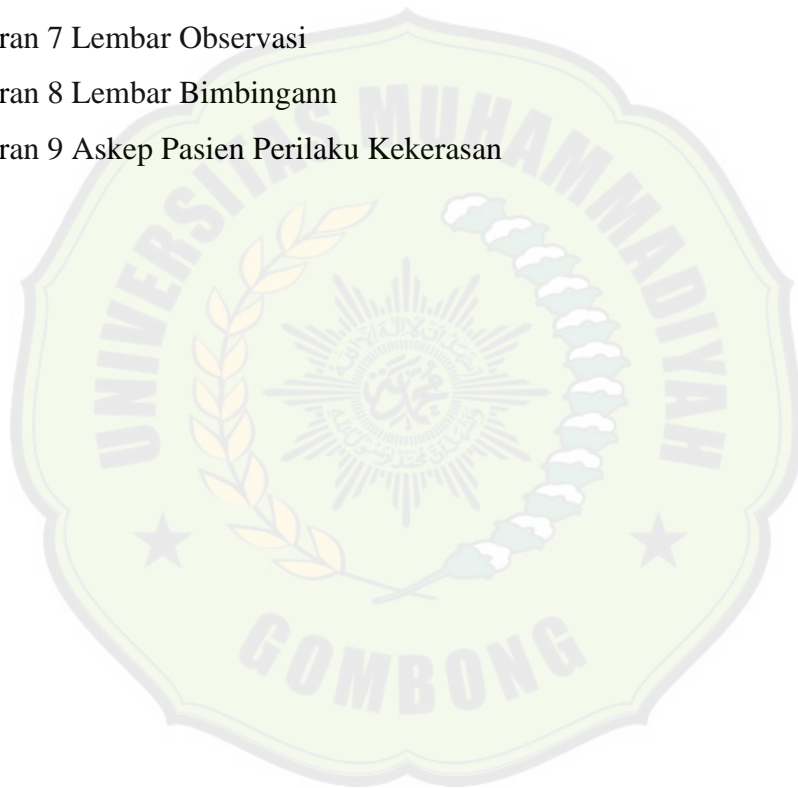 ran 7 Lembar Observasi
ran 8 Lembar Bimbingann
ran 9 Askep Pasien Perilaku Kekerasan
UNIVERSITAS MUHAMMADIYAH
GOMBONG